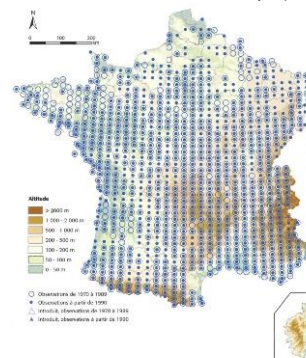 N
0 100 200 300
Altitude
> 2000 m
1 000 - 2 000 m
500 - 1 000 m
200 - 500 m
100 - 200 m
50 - 100 m
0 - 50 m
Observations de 1970 à 1989
Observations à partir de 1990
Introduit, observations de 1970 à 1989
Introduit, observations à partir de 1990